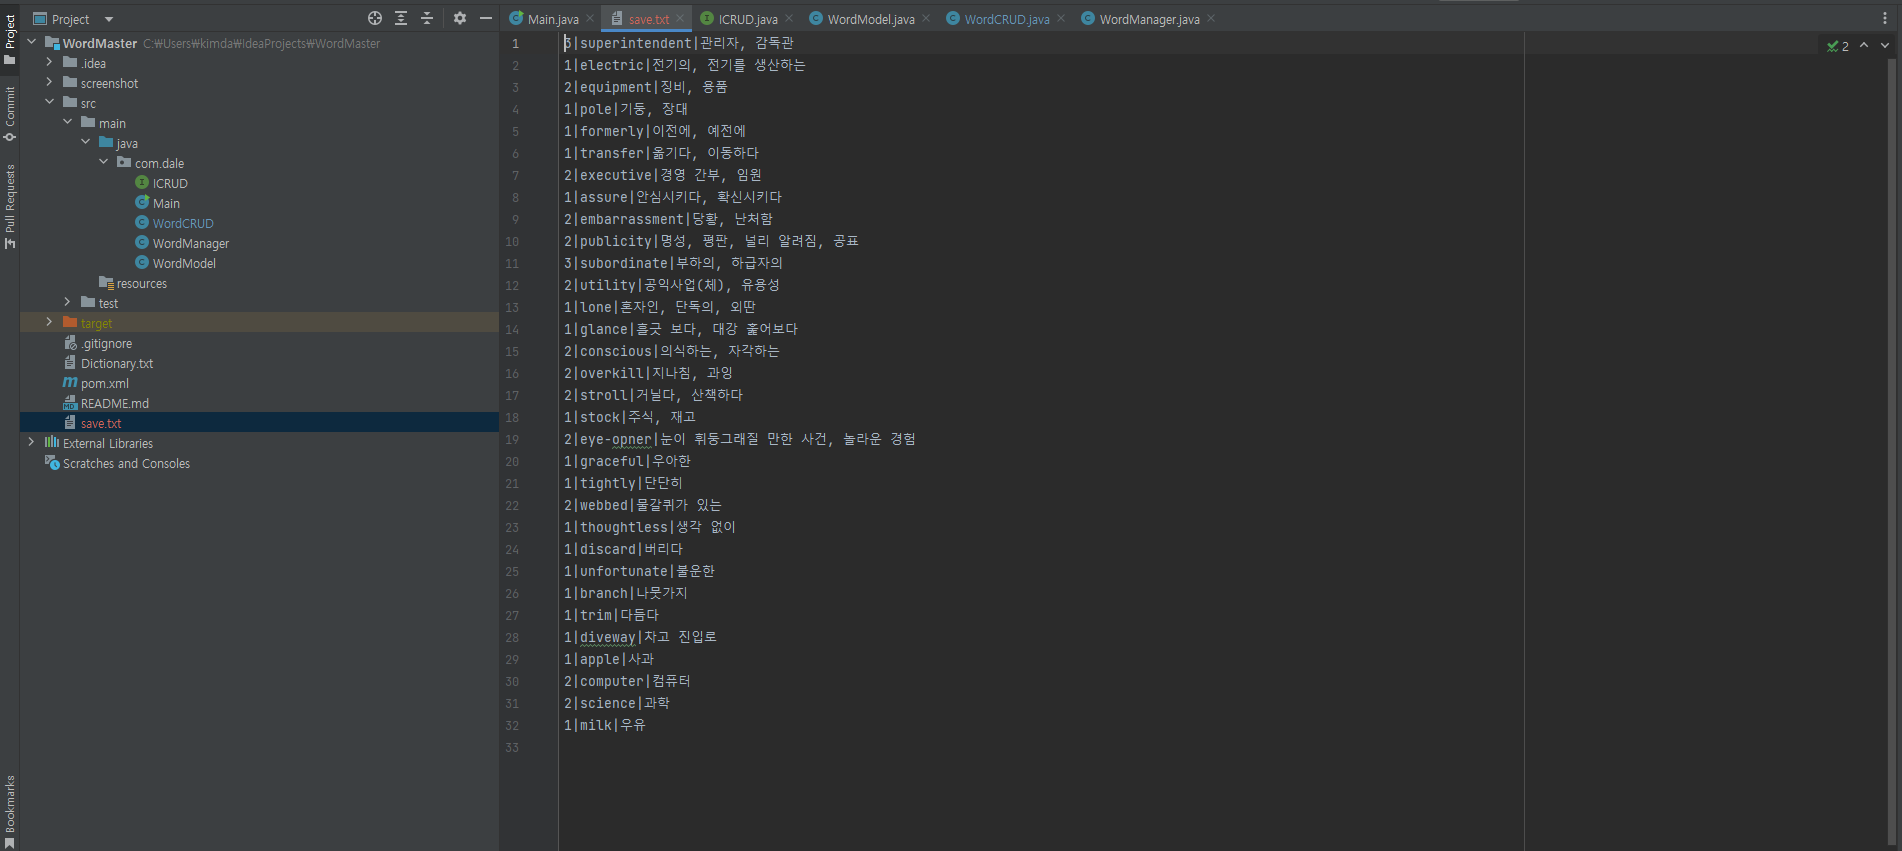 Project
Main.java
save.txt
ICRUD.java
WordModel.java
WordCRUD.java
WordManager.java
Project
Commit
Pull Requests
Bookmarks
WordMaster C:₩Users₩kimda₩IdeaProjects₩WordMaster
.idea
screenshot
src
main
java
com.dale
ICRUD
Main
WordCRUD
WordManager
WordModel
resources
test
target
.gitignore
Dictionary.txt
pom.xml
README.md
save.txt
External Libraries
Scratches and Consoles
2
1 3|superintendent|관리자, 감독관
2 1|electric|전기의, 전기를 생산하는
3 2|equipment|장비, 용품
4 1|pole|기둥, 장대
5 1|formerly|이전에, 예전에
6 1|transfer|옮기다, 이동하다
7 2|executive|경영 간부, 임원
8 1|assure|안심시키다, 확신시키다
9 2|embarrassment|당황, 난처함
10 2|publicity|명성, 평판, 널리 알려짐, 공표
11 3|subordinate|부하의, 하급자의
12 2|utility|공익사업(체), 유용성
13 1|lone|혼자인, 단독의, 외딴
14 1|glance|흘긋 보다, 대강 훑어보다
15 2|conscious|의식하는, 자각하는
16 2|overkill|지나침, 과잉
17 2|stroll|거닐다, 산책하다
18 1|stock|주식, 재고
19 2|eye-opner|눈이 휘둥그래질 만한 사건, 놀라운 경험
20 1|graceful|우아한
21 1|tightly|단단히
22 2|webbed|물갈퀴가 있는
23 1|thoughtless|생각 없이
24 1|discard|버리다
25 1|unfortunate|불운한
26 1|branch|나뭇가지
27 1|trim|다듬다
28 1|diveway|차고 진입로
29 1|apple|사과
30 2|computer|컴퓨터
31 2|science|과학
32 1|milk|우유
33